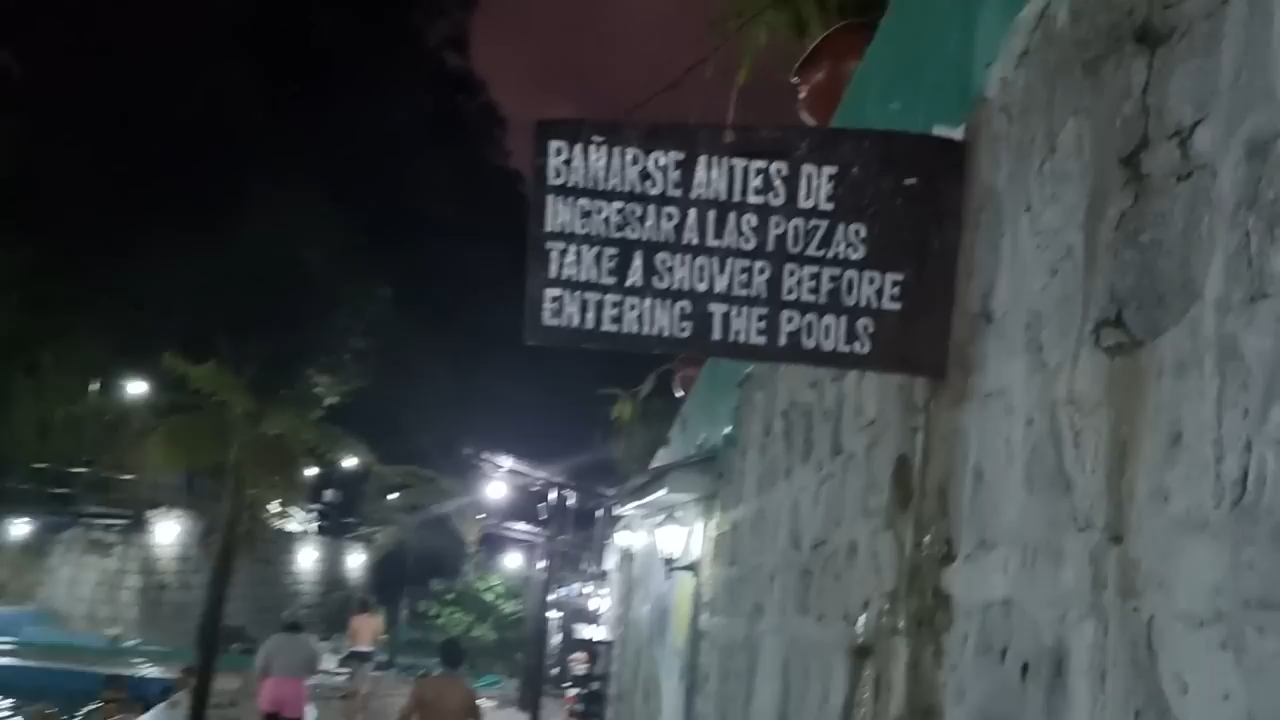 BAÑARSE ANTES DE
INGRESAR A LAS POZAS
TAKE A SHOWER BEFORE
ENTERING THE POOLS